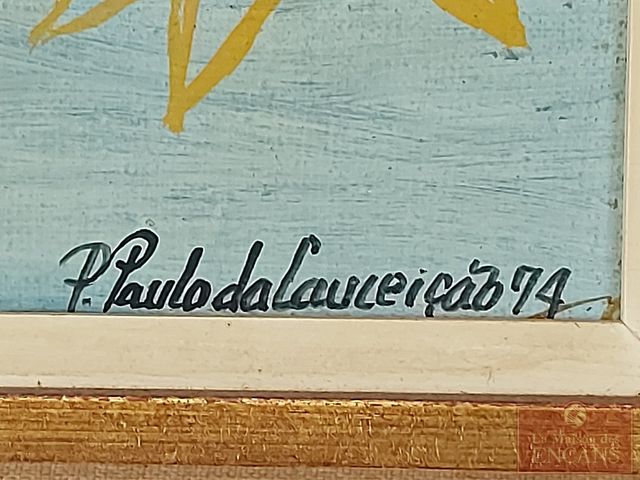 P. Paulo da Conceição 74
La Maison des
ENCANS